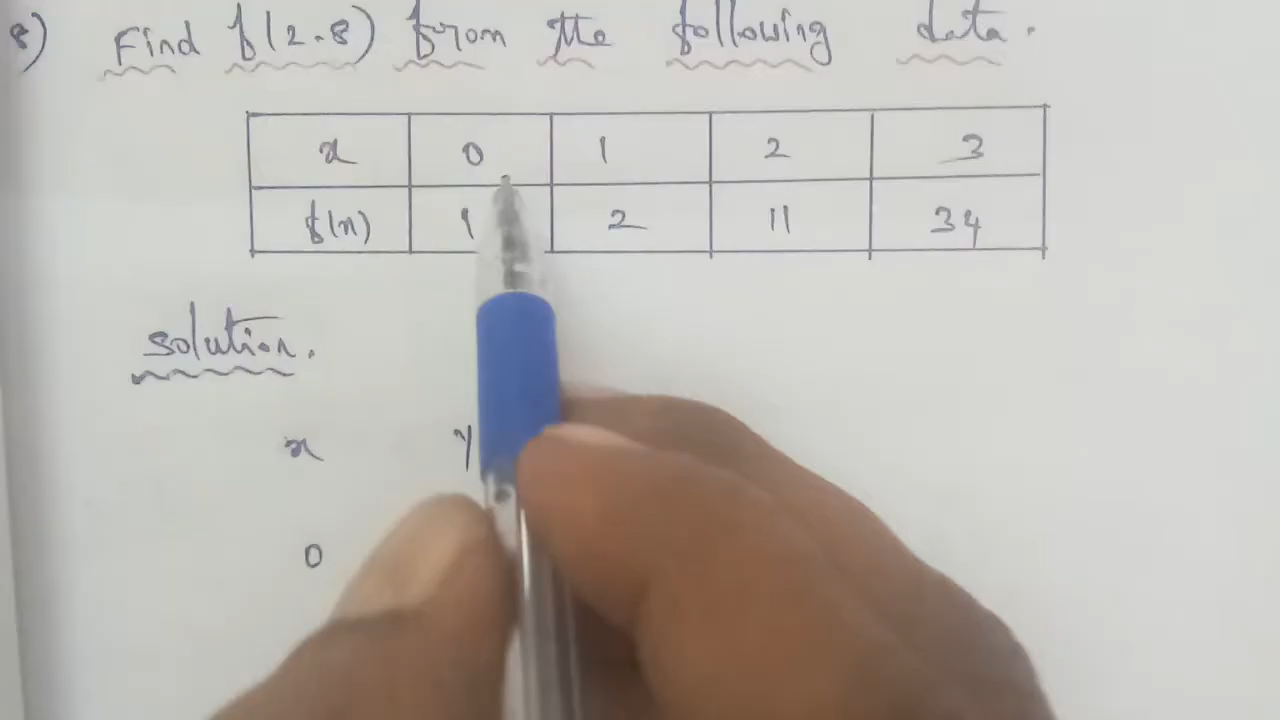 8) Find f(2.8) from the following data.
x 0 1 2 3
f(x) 1 2 11 34
solution.
x y
0